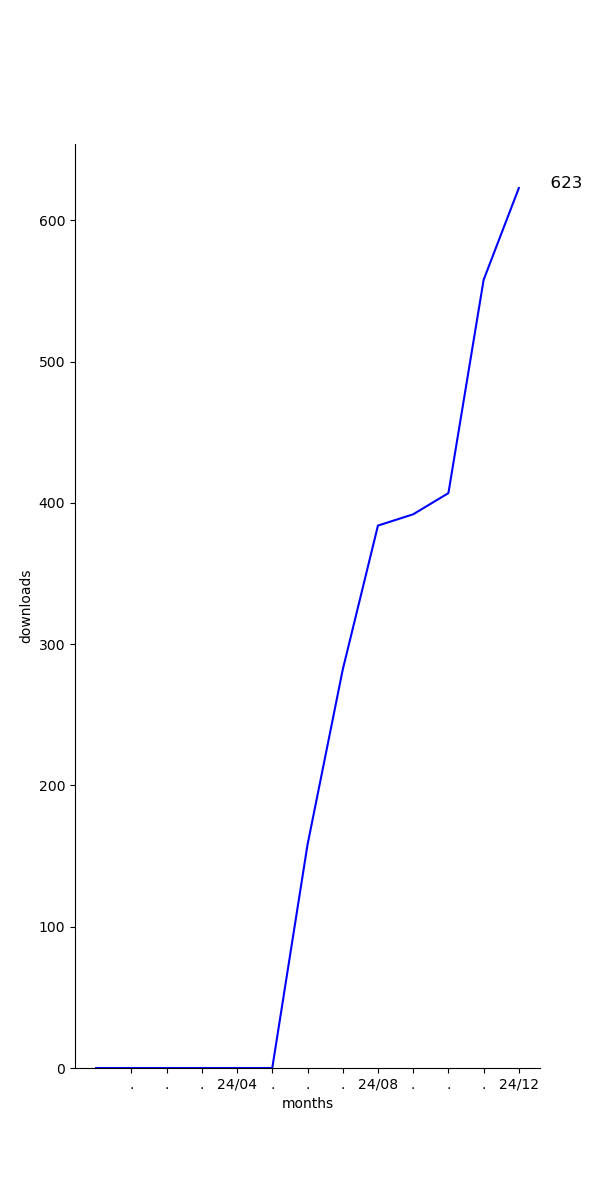 623
600
500
400
300
200
100
0
downloads
. . . 24/04 . . . 24/08 . . . 24/12
months